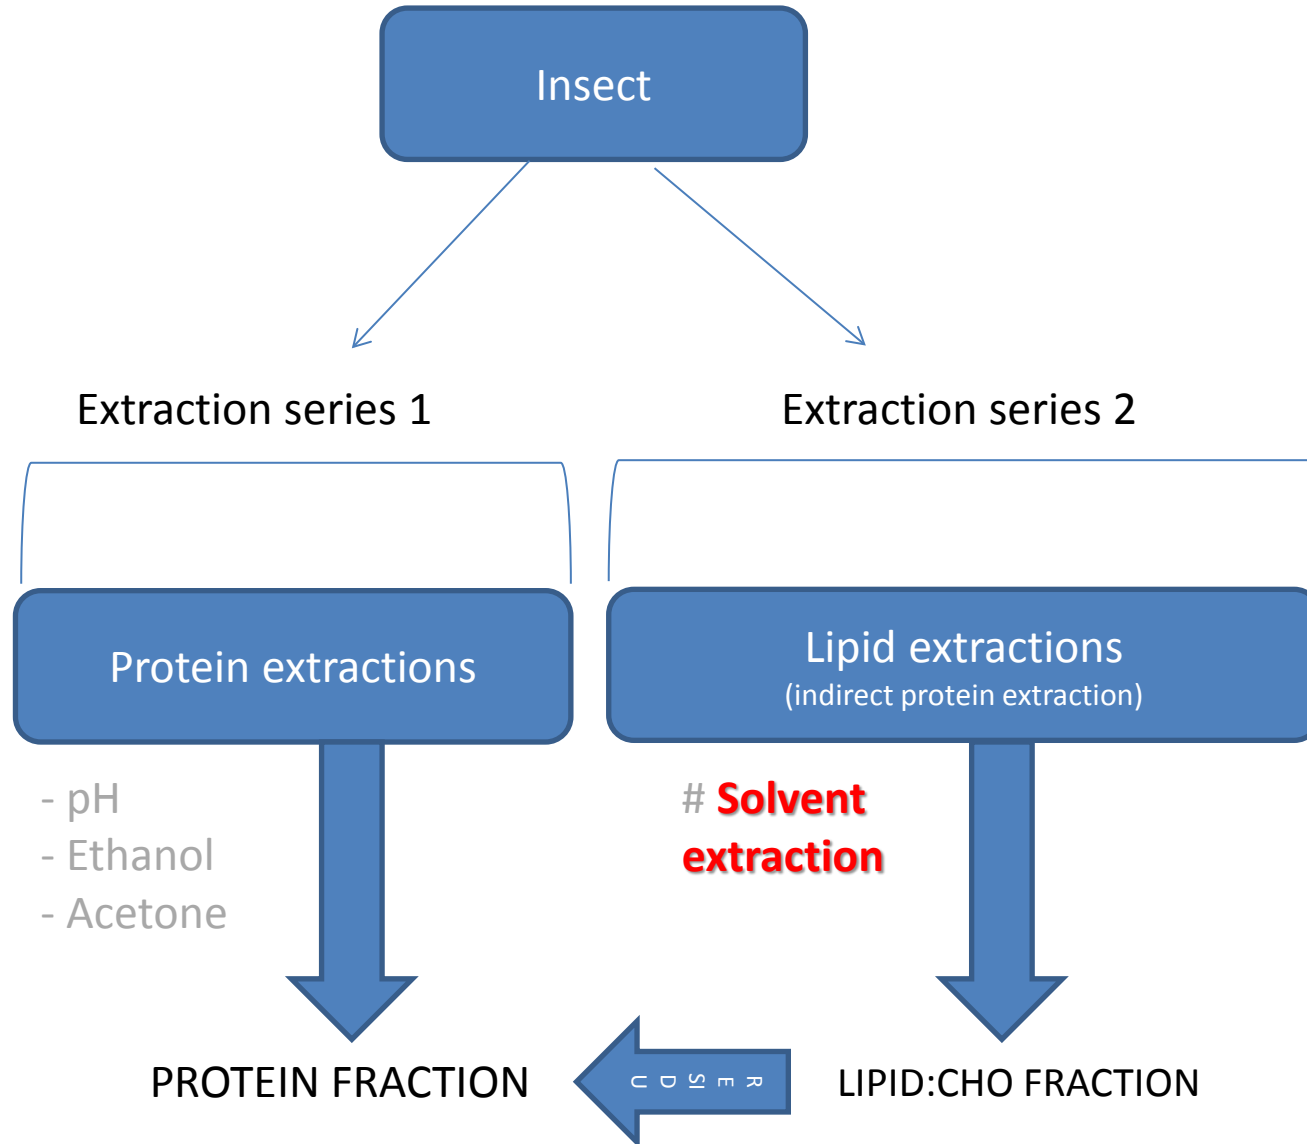 Insect
Extraction series 1
Extraction series 2
Protein extractions
Lipid extractions
(indirect protein extraction)
- pH
- Ethanol
- Acetone
# Solvent
extraction
PROTEIN FRACTION
RESIDU
LIPID:CHO FRACTION